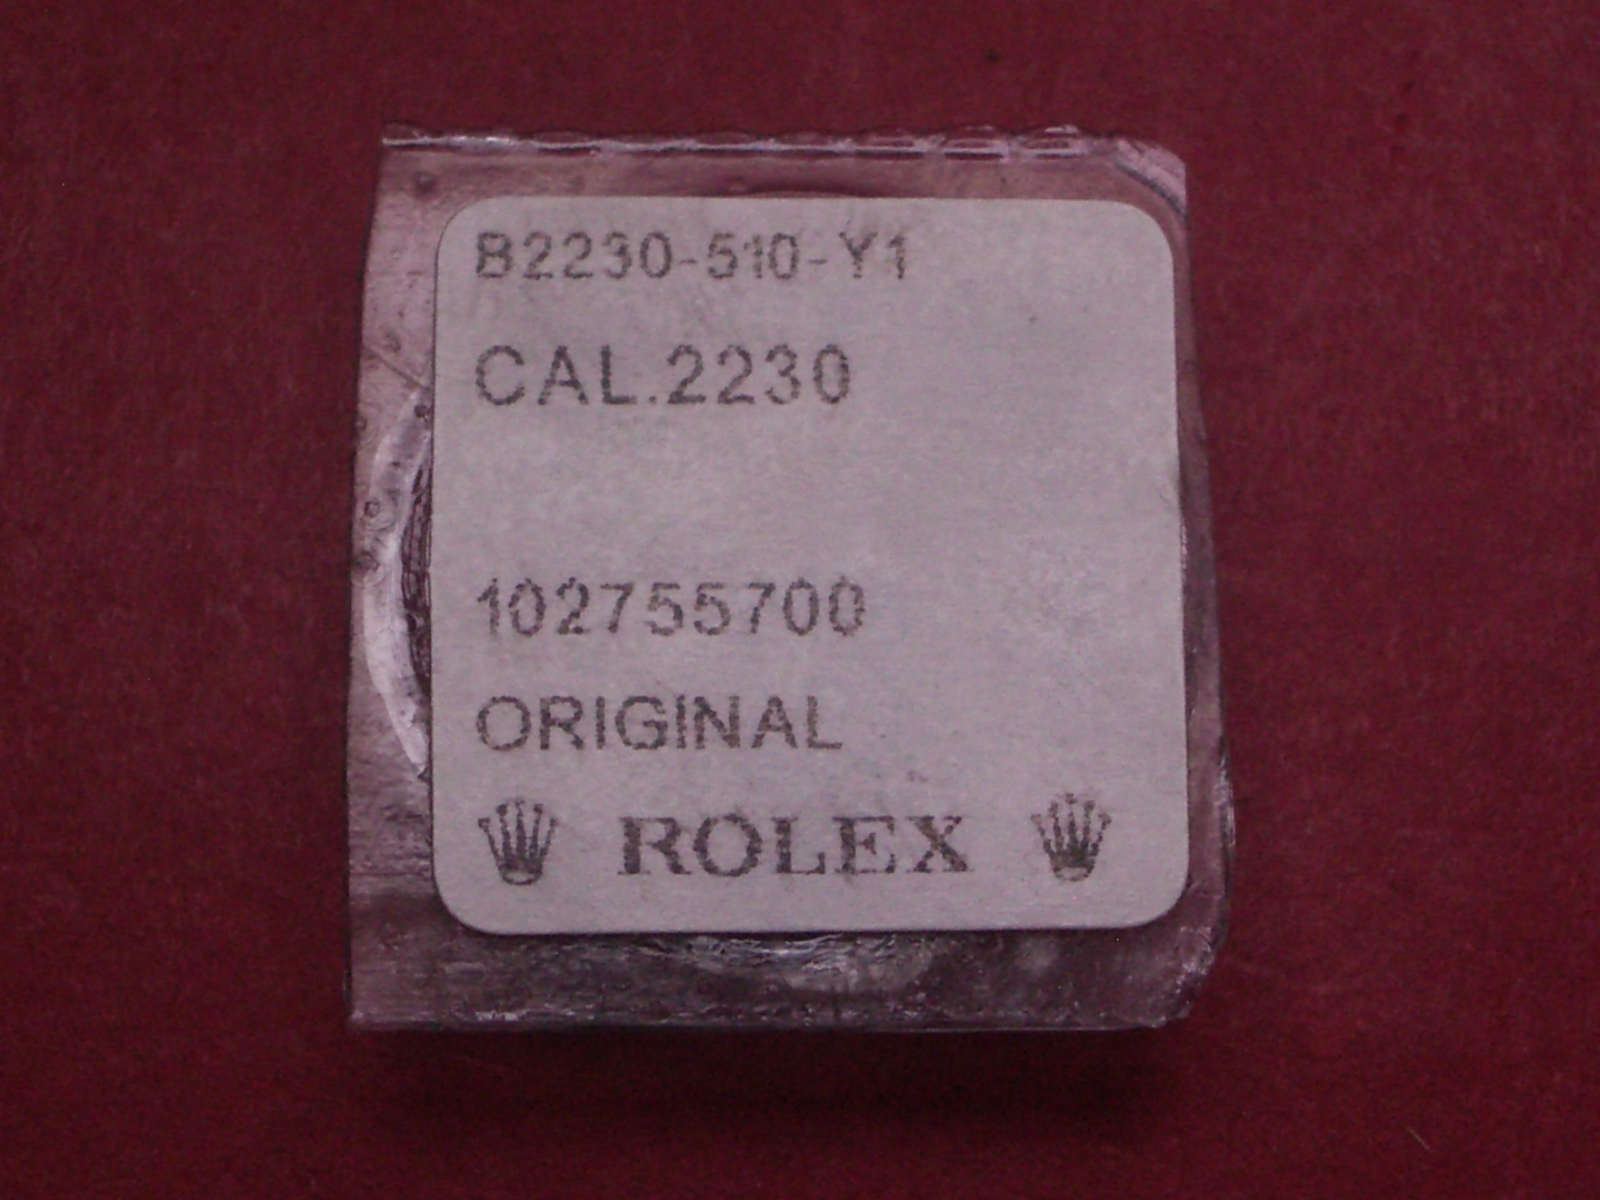 B2230-510-Y1
CAL.2230
102755700
ORIGINAL
ROLEX